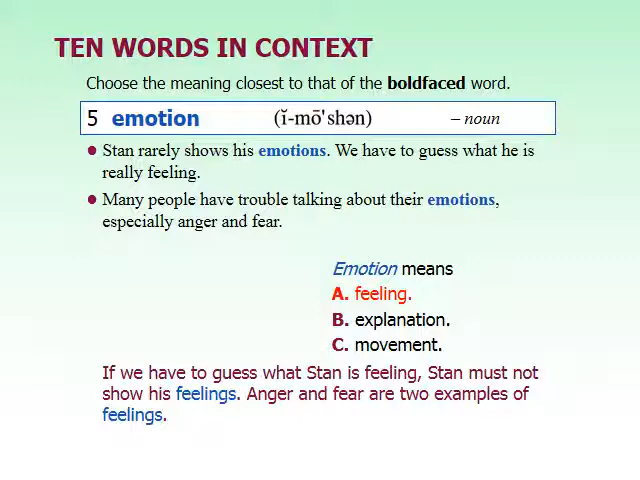 TEN WORDS IN CONTEXT
Choose the meaning closest to that of the boldfaced word.
5 emotion (ĭ-mō'shən) – noun
● Stan rarely shows his emotions. We have to guess what he is
really feeling.
● Many people have trouble talking about their emotions,
especially anger and fear.
Emotion means
A. feeling.
B. explanation.
C. movement.
If we have to guess what Stan is feeling, Stan must not
show his feelings. Anger and fear are two examples of
feelings.